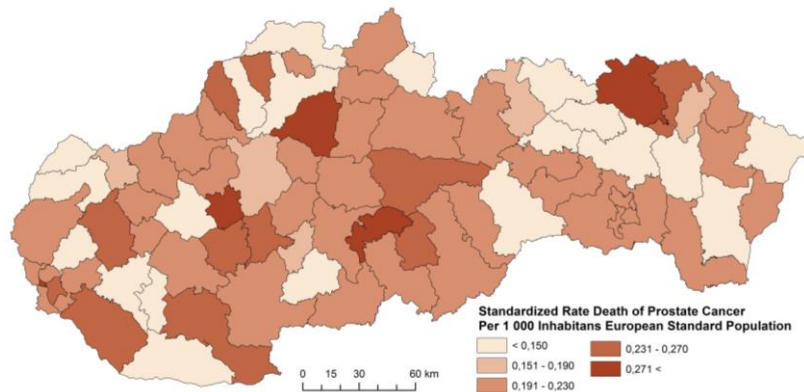 Standardized Rate Death of Prostate Cancer
Per 1 000 Inhabitans European Standard Population
< 0,150
0,151 - 0,190
0,191 - 0,230
0,231 - 0,270
0,271 <
0 15 30 60 km